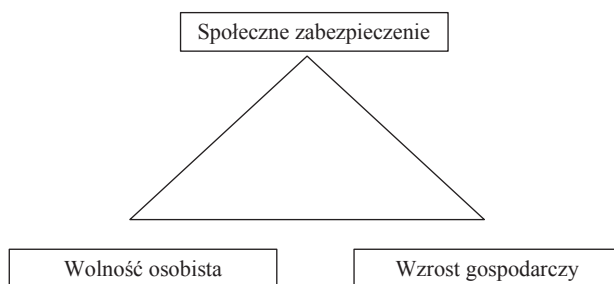 Społeczne zabezpieczenie
Wolność osobista
Wzrost gospodarczy